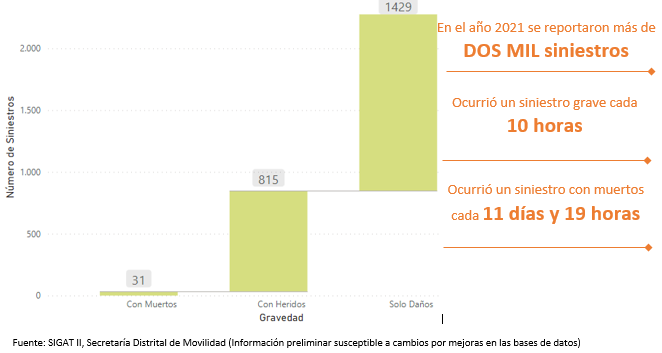 1429
2.000
1.500
1.000
500
0
815
31
Número de Siniestros
Con Muertos
Con Heridos
Solo Daños
Gravedad
En el año 2021 se reportaron más de
DOS MIL siniestros
Ocurrió un siniestro grave cada
10 horas
Ocurrió un siniestro con muertos
cada 11 días y 19 horas
Fuente: SIGAT II, Secretaría Distrital de Movilidad (Información preliminar susceptible a cambios por mejoras en las bases de datos)